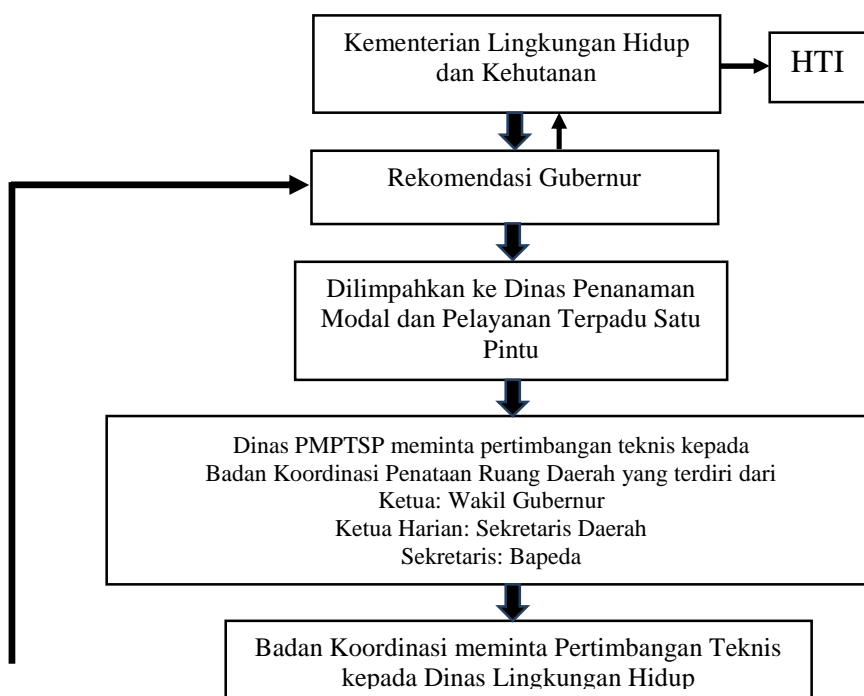 Kementerian Lingkungan Hidup
dan Kehutanan
HTI
Rekomendasi Gubernur
Dilimpahkan ke Dinas Penanaman
Modal dan Pelayanan Terpadu Satu
Pintu
Dinas PMPTSP meminta pertimbangan teknis kepada
Badan Koordinasi Penataan Ruang Daerah yang terdiri dari
Ketua: Wakil Gubernur
Ketua Harian: Sekretaris Daerah
Sekretaris: Bapeda
Badan Koordinasi meminta Pertimbangan Teknis
kepada Dinas Lingkungan Hidup